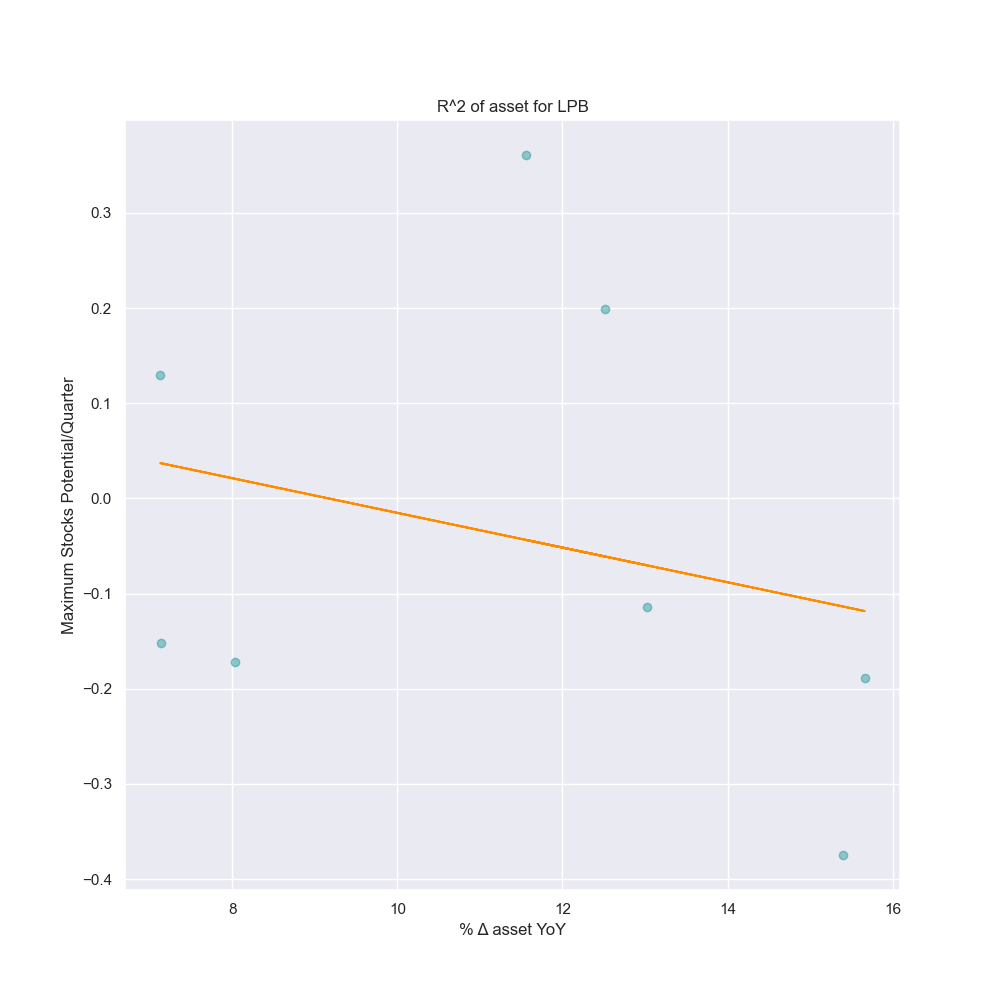 R^2 of asset for LPB
Maximum Stocks Potential/Quarter
0.3
0.2
0.1
0.0
−0.1
−0.2
−0.3
−0.4
8 10 12 14 16
% Δ asset YoY